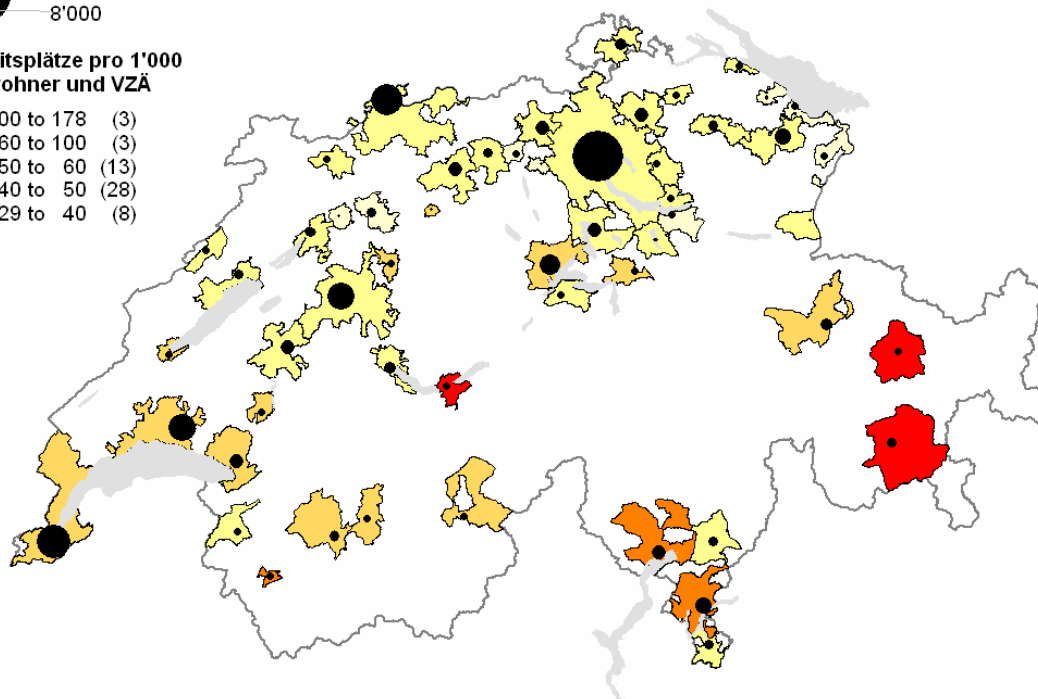 8'000
itsplätze pro 1'000
ohner und VZÄ
00 to 178 (3)
60 to 100 (3)
50 to 60 (13)
40 to 50 (28)
29 to 40 (8)